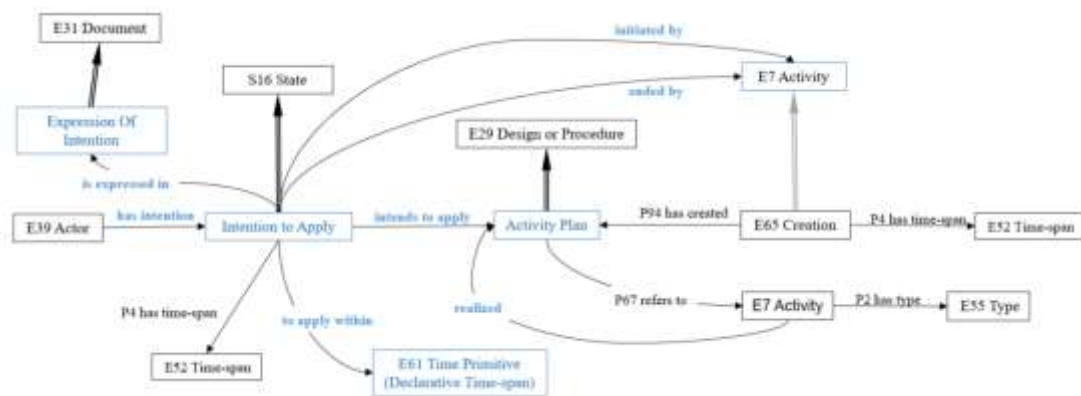 E31 Document
initiated by
S16 State
E7 Activity
ended by
Expression Of
Intention
E29 Design or Procedure
is expressed in
E39 Actor
has intention
Intention to Apply
intends to apply
Activity Plan
P94 has created
E65 Creation
P4 has time-span
E52 Time-span
P4 has time-span
to apply within
realized
P67 refers to
E7 Activity
P2 has type
E55 Type
E52 Time-span
E61 Time Primitive
(Declarative Time-span)